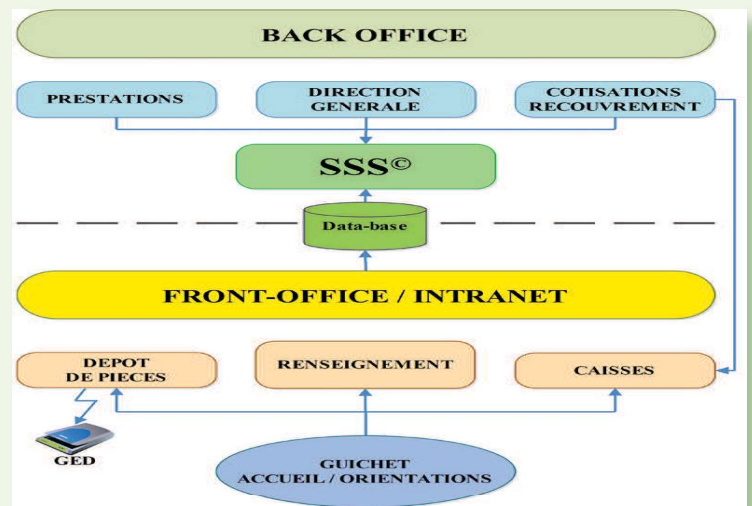 BACK OFFICE
PRESTATIONS
DIRECTION
GENERALE
COTISATIONS
RECOUVREMENT
SSS©
Data-base
FRONT-OFFICE / INTRANET
DEPOT
DE PIECES
RENSEIGNEMENT
CAISSES
GED
GUICHET
ACCUEIL / ORIENTATIONS